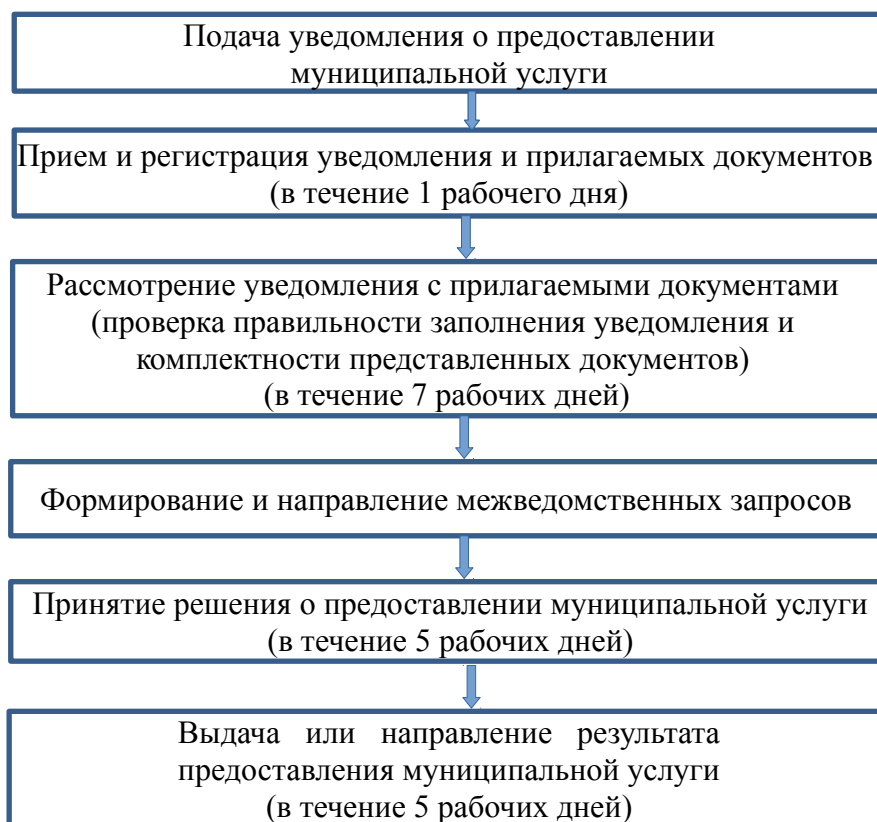 Подача уведомления о предоставлении
муниципальной услуги
Прием и регистрация уведомления и прилагаемых документов
(в течение 1 рабочего дня)
Рассмотрение уведомления с прилагаемыми документами
(проверка правильности заполнения уведомления и
комплектности представленных документов)
(в течение 7 рабочих дней)
Формирование и направление межведомственных запросов
Принятие решения о предоставлении муниципальной услуги
(в течение 5 рабочих дней)
Выдача или направление результата
предоставления муниципальной услуги
(в течение 5 рабочих дней)